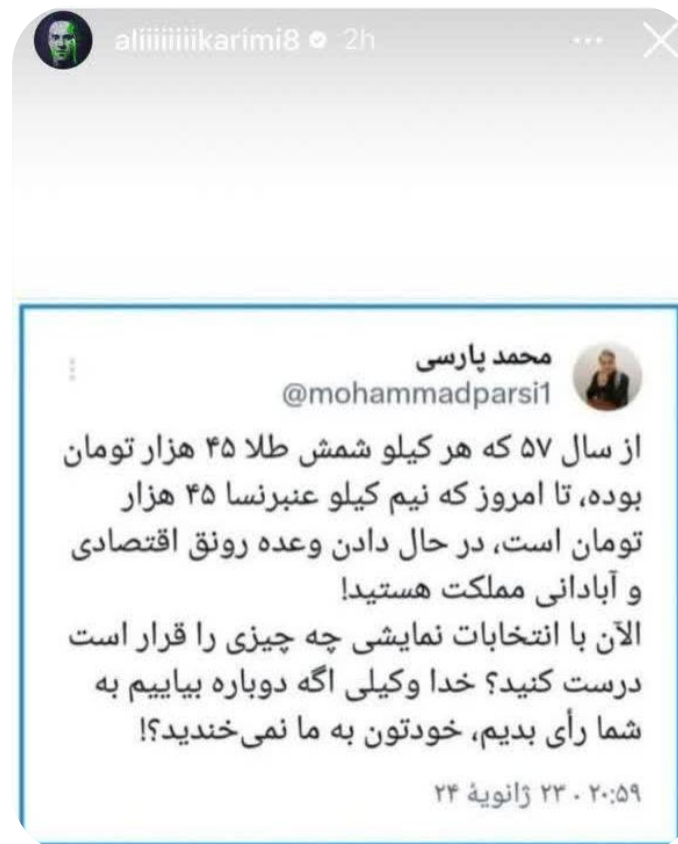 aliiiiiiiikarimi8 2h
محمد پارسی
@mohammadparsi1
از سال ۵۷ که هر کیلو شمش طلا ۴۵ هزار تومان
بوده، تا امروز که نیم کیلو عنبرنسا ۴۵ هزار
تومان است، در حال دادن وعده رونق اقتصادی
و آبادانی مملکت هستید!
الآن با انتخابات نمایشی چه چیزی را قرار است
درست کنید؟ خدا وکیلی اگه دوباره بیاییم به
شما رأی بدیم، خودتون به ما نمی‌خندید؟!
۲۰:۵۹ . ۲۳ ژانویهٔ ۲۴